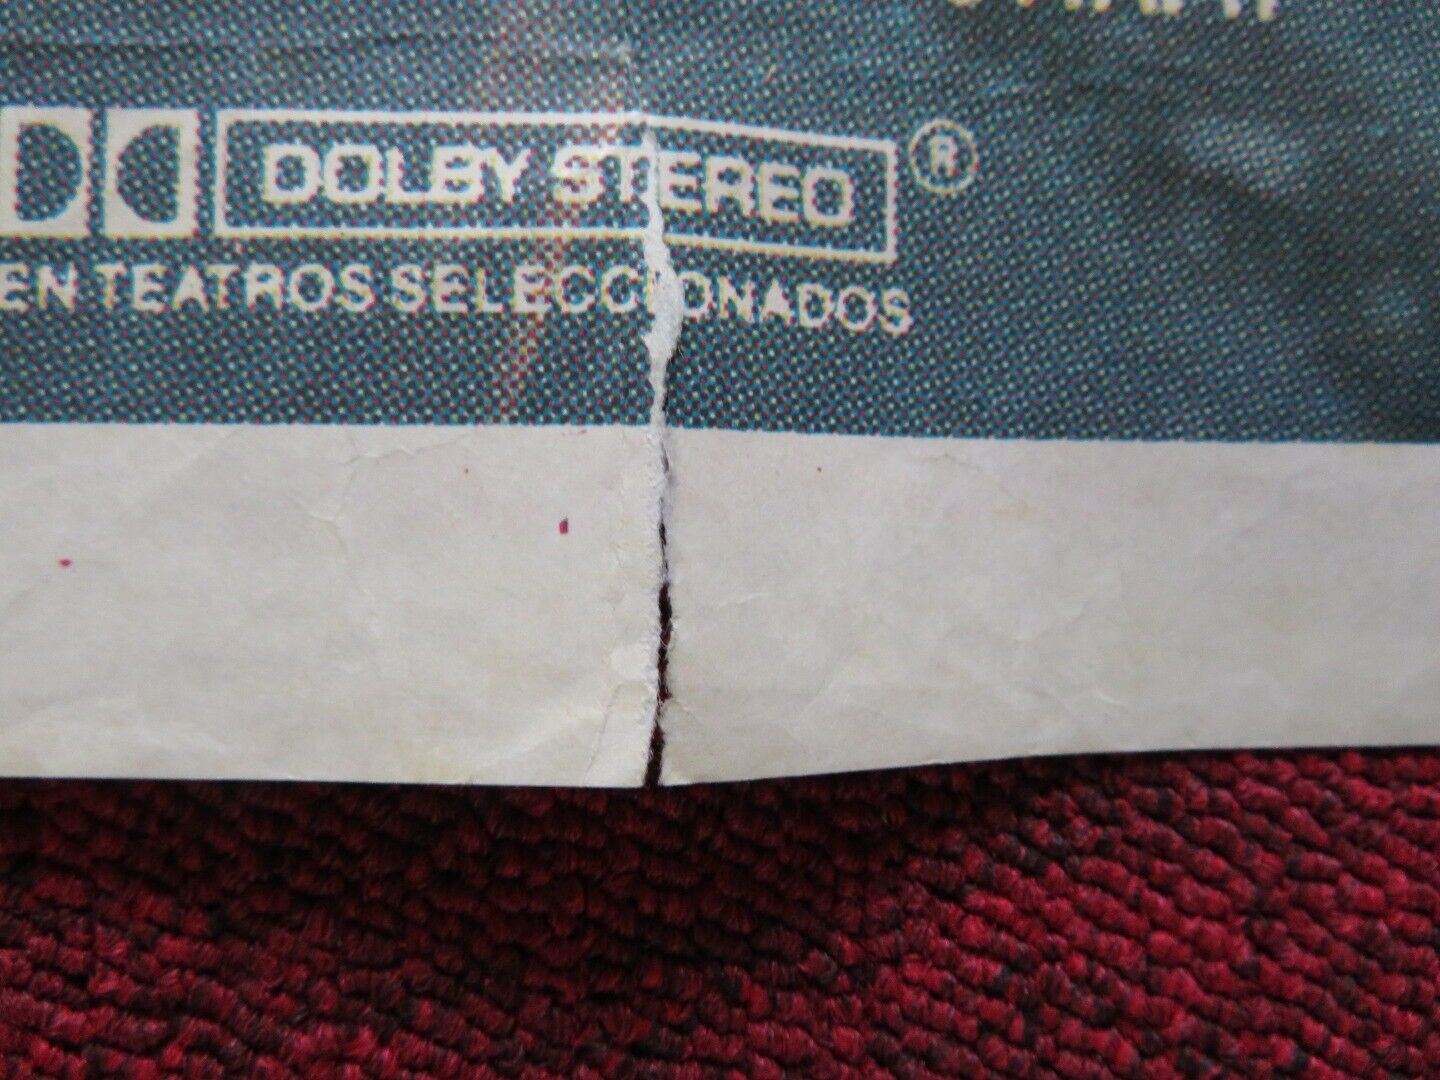 DOLBY STEREO ®
EN TEATROS SELECCIONADOS